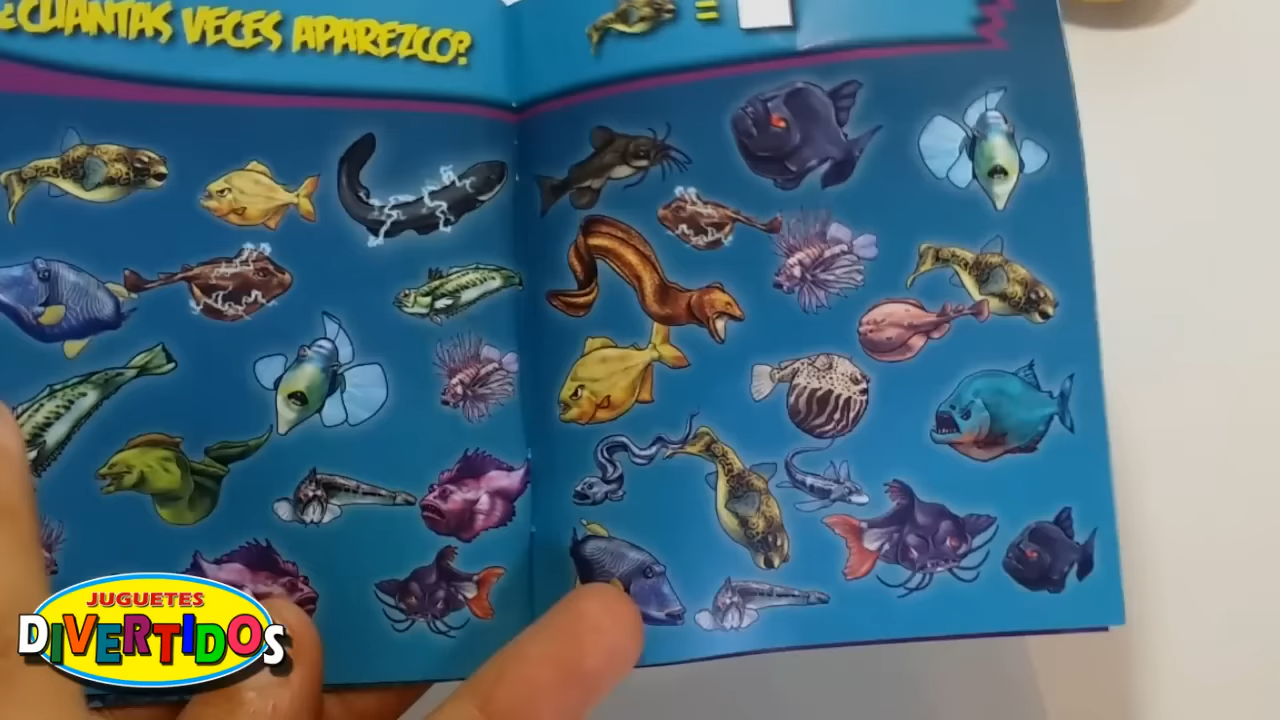 ¿CUANTAS VECES APAREZCO?
=
JUGUETES
DIVERTIDOS